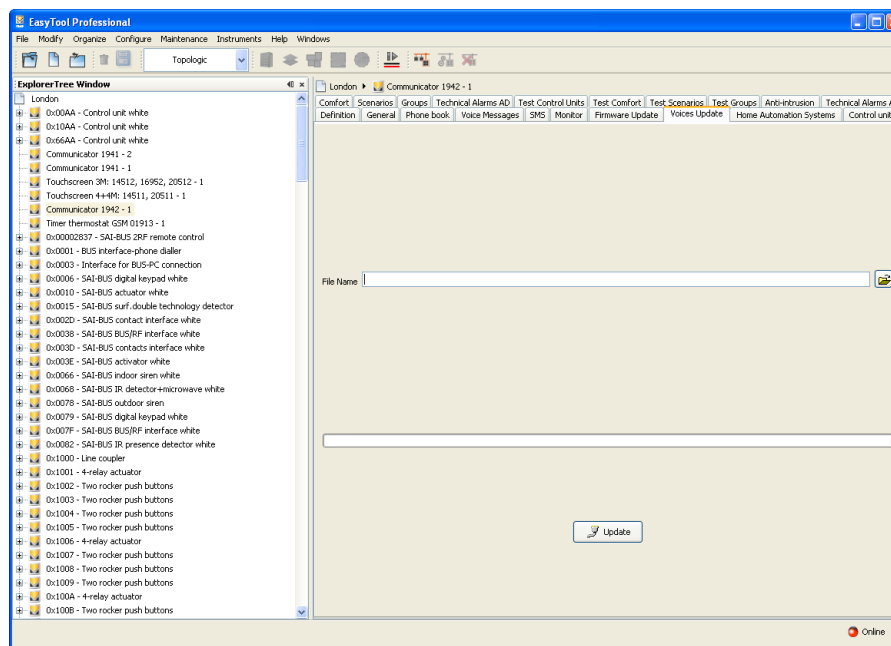 EasyTool Professional
File Modify Organize Configure Maintenance Instruments Help Windows
Topologic
ExplorerTree Window
London
0x00AA - Control unit white
0x10AA - Control unit white
0x66AA - Control unit white
Communicator 1941 - 2
Communicator 1941 - 1
Touchscreen 3M: 14512, 16952, 20512 - 1
Touchscreen 4+4M: 14511, 20511 - 1
Communicator 1942 - 1
Timer thermostat GSM 01913 - 1
0x00002837 - SAI-BUS 2RF remote control
0x0001 - BUS interface-phone dialler
0x0003 - Interface for BUS-PC connection
0x0006 - SAI-BUS digital keypad white
0x0010 - SAI-BUS actuator white
0x0015 - SAI-BUS surf.double technology detector
0x002D - SAI-BUS contact interface white
0x0038 - SAI-BUS BUS/RF interface white
0x003D - SAI-BUS contacts interface white
0x003E - SAI-BUS activator white
0x0066 - SAI-BUS indoor siren white
0x0068 - SAI-BUS IR detector+microwave white
0x0078 - SAI-BUS outdoor siren
0x0079 - SAI-BUS digital keypad white
0x007F - SAI-BUS BUS/RF interface white
0x0082 - SAI-BUS IR presence detector white
0x1000 - Line coupler
0x1001 - 4-relay actuator
0x1002 - Two rocker push buttons
0x1003 - Two rocker push buttons
0x1004 - Two rocker push buttons
0x1005 - Two rocker push buttons
0x1006 - 4-relay actuator
0x1007 - Two rocker push buttons
0x1008 - Two rocker push buttons
0x1009 - Two rocker push buttons
0x100A - 4-relay actuator
0x100B - Two rocker push buttons
London Communicator 1942 - 1
Comfort Scenarios Groups Technical Alarms AD Test Control Units Test Comfort Test Scenarios Test Groups Anti-intrusion Technical Alarms A
Definition General Phone book Voice Messages SMS Monitor Firmware Update Voices Update Home Automation Systems Control unit
File Name
Update
Online